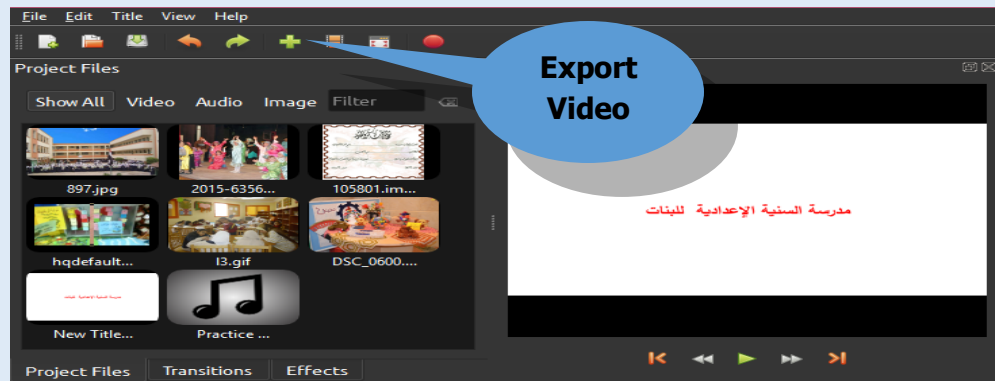 File Edit Title View Help
Project Files
Export
Video
Show All Video Audio Image Filter
897.jpg 2015-6356... 105801.im...
مدرسة السنية الإعدادية للبنات
hqdefault... I3.gif DSC_0600....
New Title... Practice ...
Project Files Transitions Effects